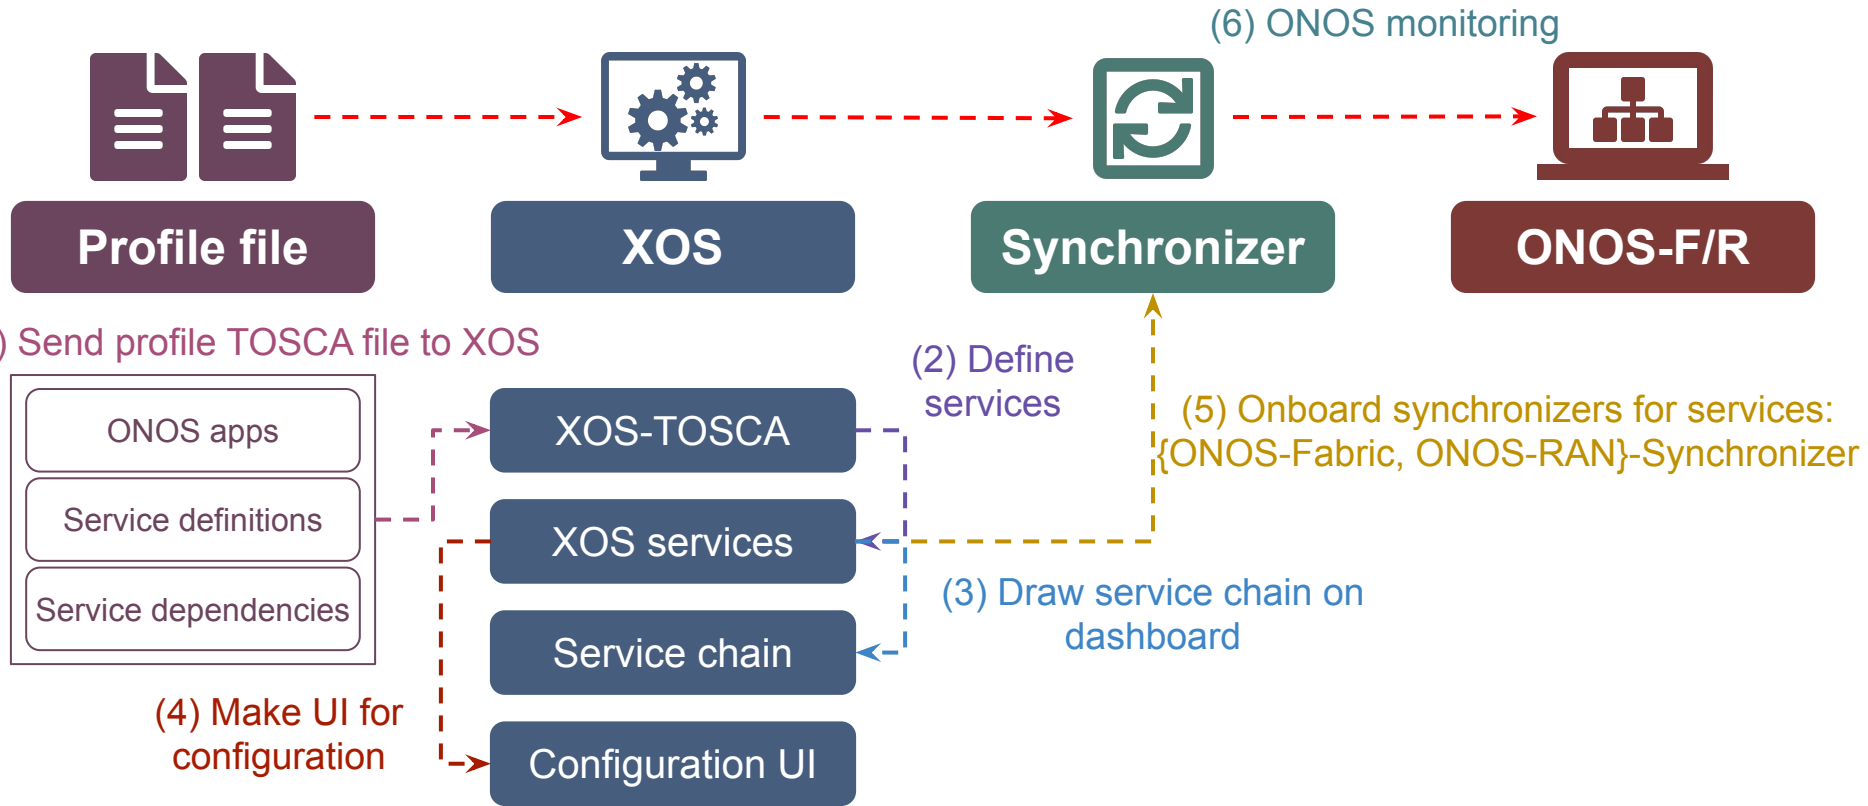 (6) ONOS monitoring
Profile file
XOS
Synchronizer
ONOS-F/R
) Send profile TOSCA file to XOS
ONOS apps
Service definitions
Service dependencies
XOS-TOSCA
XOS services
Service chain
Configuration UI
(2) Define
services
(5) Onboard synchronizers for services:
{ONOS-Fabric, ONOS-RAN}-Synchronizer
(3) Draw service chain on
dashboard
(4) Make UI for
configuration